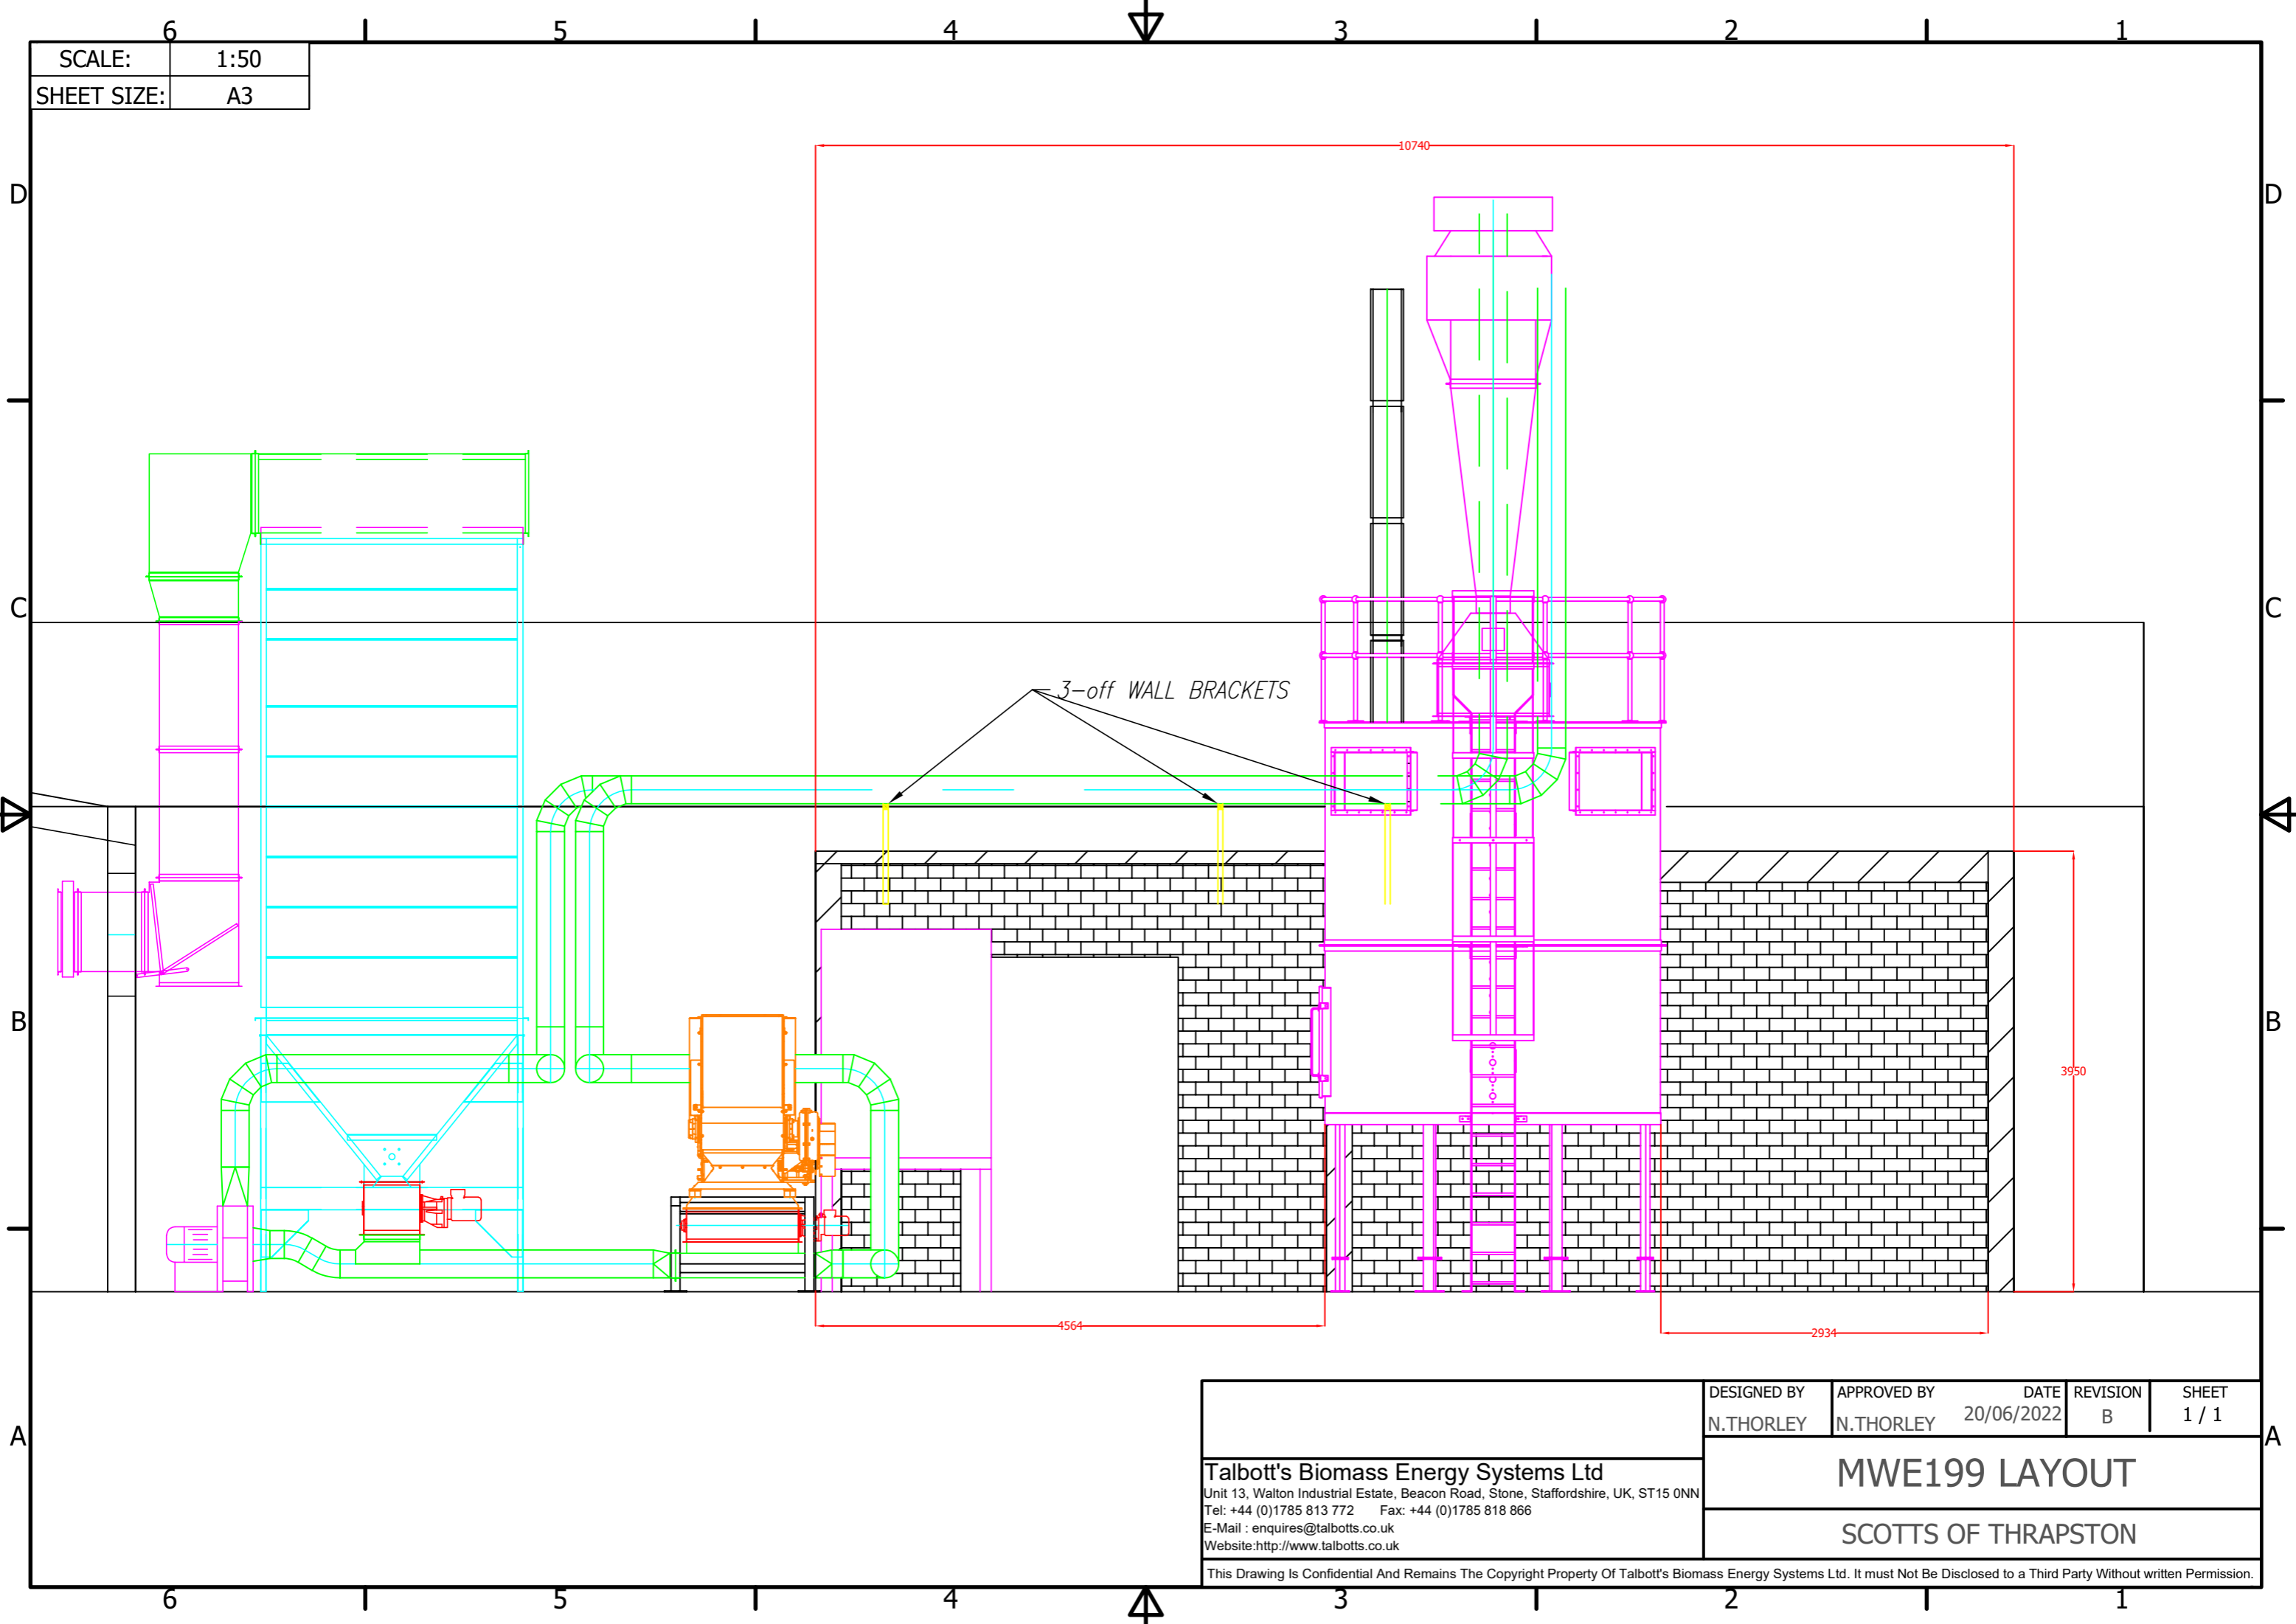 6 5 4 3 2 1
SCALE: 1:50
SHEET SIZE: A3
10740
D D
C C
3-off WALL BRACKETS
B B
3950
4564
2934
DESIGNED BY APPROVED BY DATE REVISION SHEET
N.THORLEY N.THORLEY 20/06/2022 B 1 / 1
A A
MWE199 LAYOUT
Talbott's Biomass Energy Systems Ltd
Unit 13, Walton Industrial Estate, Beacon Road, Stone, Staffordshire, UK, ST15 0NN
Tel: +44 (0)1785 813 772 Fax: +44 (0)1785 818 866
E-Mail : enquires@talbotts.co.uk
Website:http://www.talbotts.co.uk
SCOTTS OF THRAPSTON
This Drawing Is Confidential And Remains The Copyright Property Of Talbott's Biomass Energy Systems Ltd. It must Not Be Disclosed to a Third Party Without written Permission.
6 5 4 3 2 1